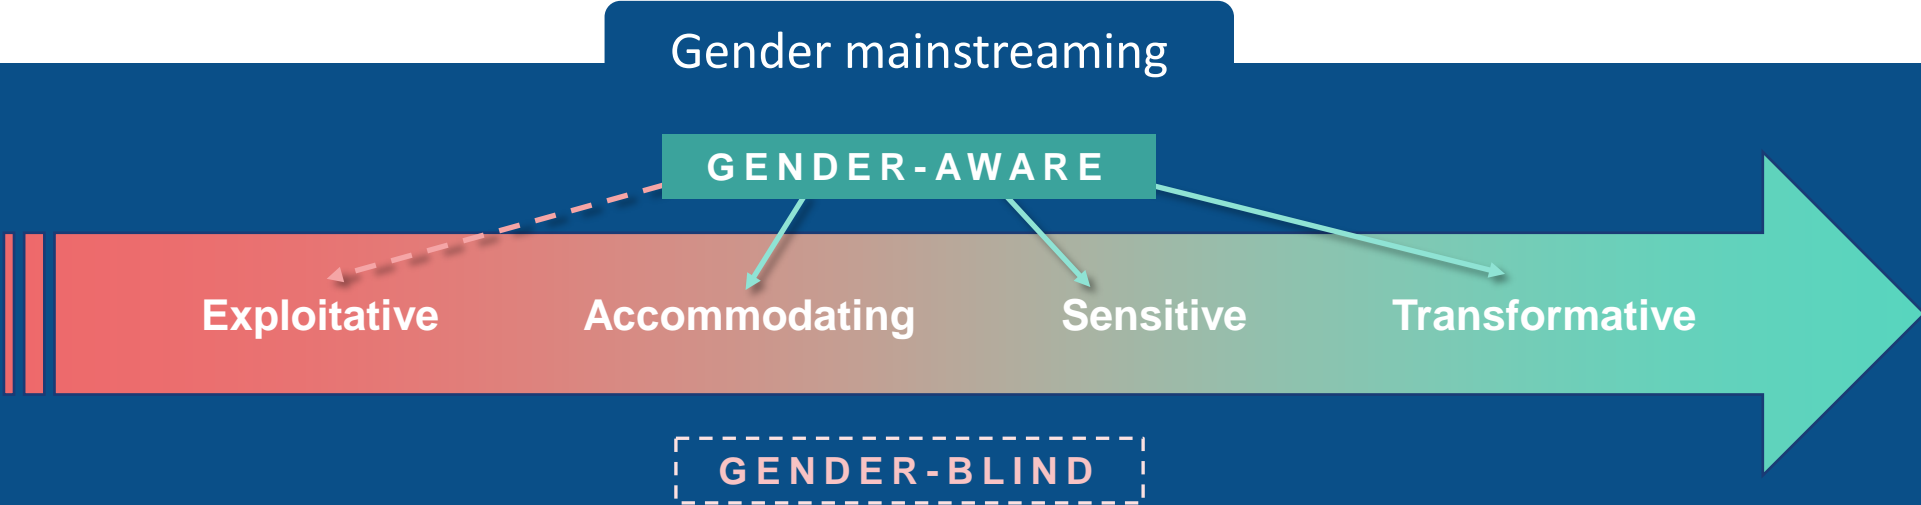 Gender mainstreaming
GENDER-AWARE
Exploitative Accommodating Sensitive Transformative
GENDER-BLIND